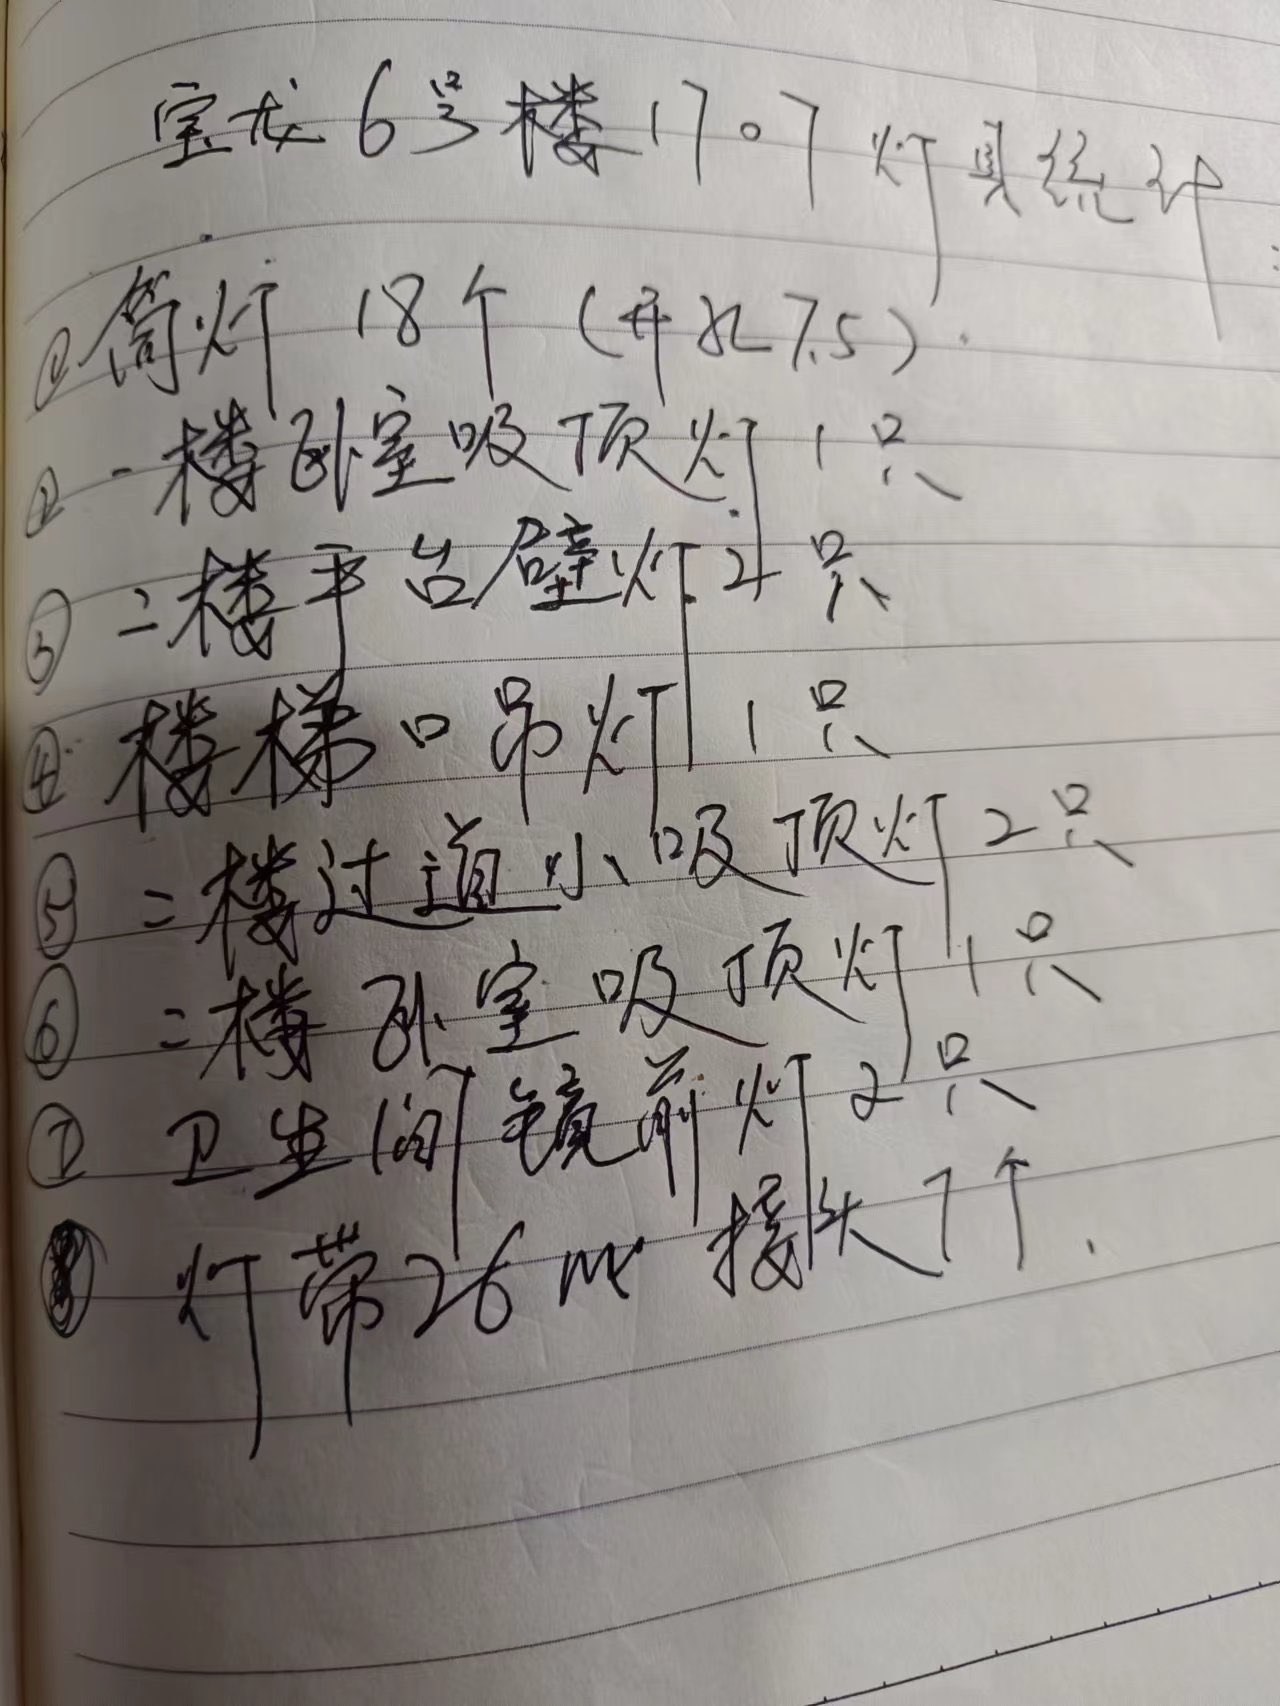 宝龙6号楼1707灯具统计:
①筒灯 18个(开孔7.5).
②一楼卧室吸顶灯1只
③二楼平台壁灯2只
④楼梯口吊灯1只
⑤二楼过道小吸顶灯2只
⑥二楼卧室吸顶灯1只
⑦卫生间镜前灯2只
⑧灯带26米 接头7个.